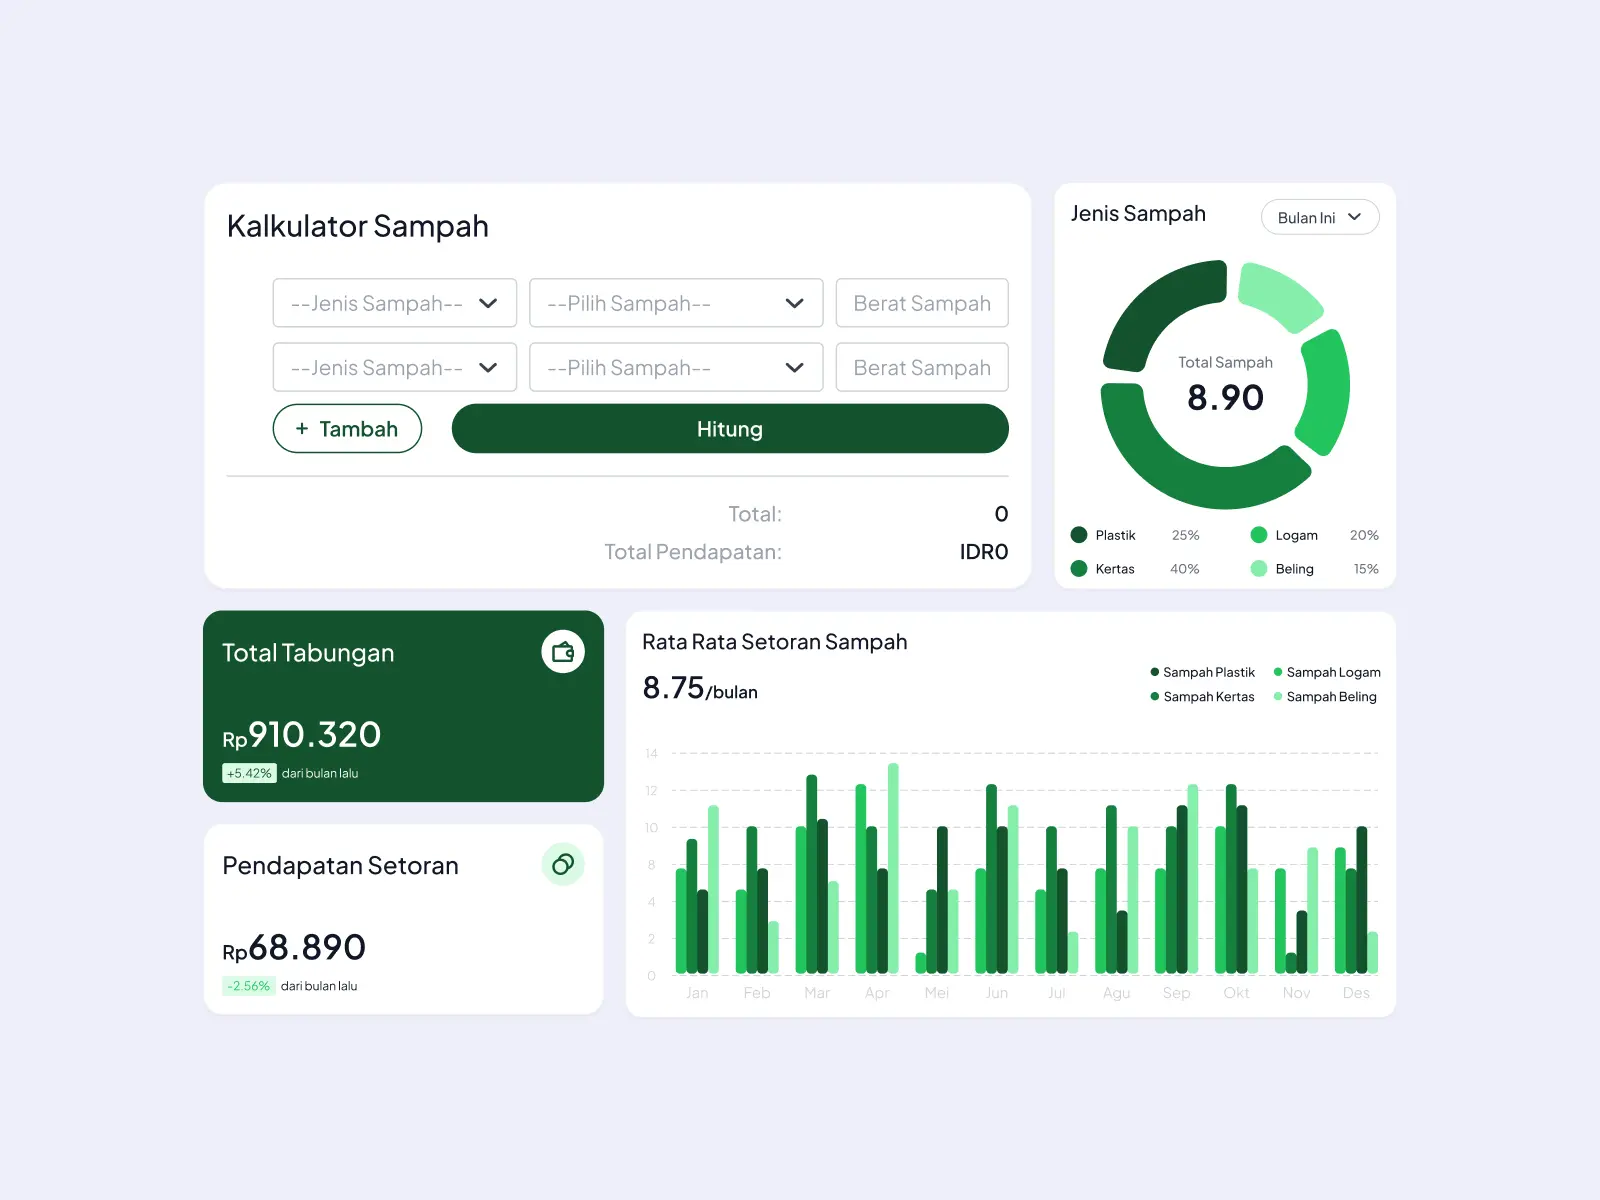 Kalkulator Sampah
--Jenis Sampah-- --Pilih Sampah-- Berat Sampah
--Jenis Sampah-- --Pilih Sampah-- Berat Sampah
+ Tambah Hitung
Total: 0
Total Pendapatan: IDR0
Jenis Sampah Bulan Ini
Total Sampah
8.90
Plastik 25% Logam 20%
Kertas 40% Beling 15%
Total Tabungan
Rp910.320
+5.42% dari bulan lalu
Pendapatan Setoran
Rp68.890
-2.56% dari bulan lalu
Rata Rata Setoran Sampah
8.75/bulan
Sampah Plastik Sampah Logam
Sampah Kertas Sampah Beling
14
12
10
8
4
2
0
Jan Feb Mar Apr Mei Jun Jul Agu Sep Okt Nov Des